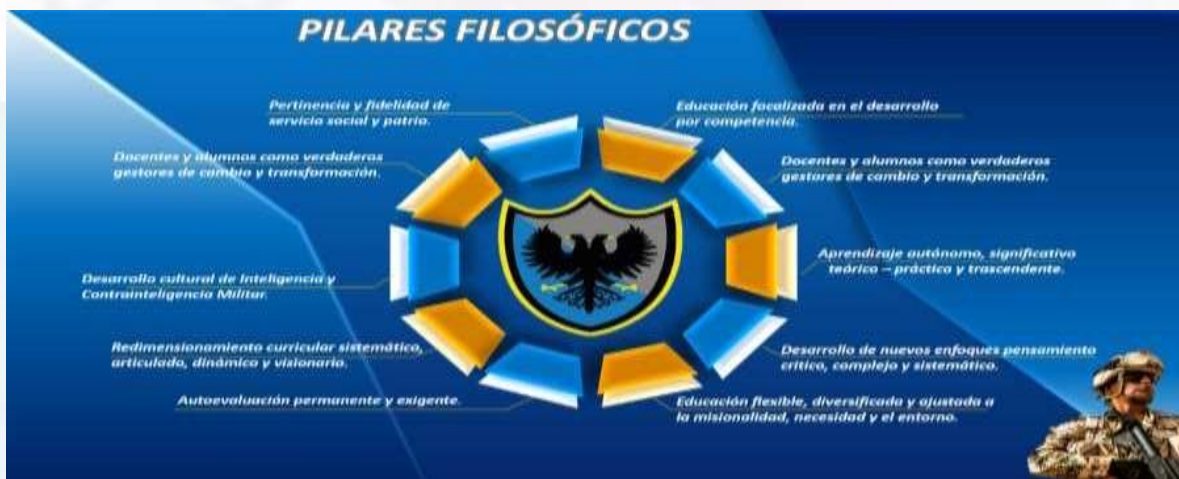 PILARES FILOSÓFICOS
Pertinencia y fidelidad de
servicio social y patrio.
Docentes y alumnos como verdaderos
gestores de cambio y transformación.
Desarrollo cultural de Inteligencia y
Contrainteligencia Militar.
Redimensionamiento curricular sistemático,
articulado, dinámico y visionario.
Autoevaluación permanente y exigente.
Educación focalizada en el desarrollo
por competencia.
Docentes y alumnos como verdaderos
gestores de cambio y transformación.
Aprendizaje autónomo, significativo
teórico – práctico y trascendente.
Desarrollo de nuevos enfoques pensamiento
crítico, complejo y sistemático.
Educación flexible, diversificada y ajustada a
la misionalidad, necesidad y el entorno.